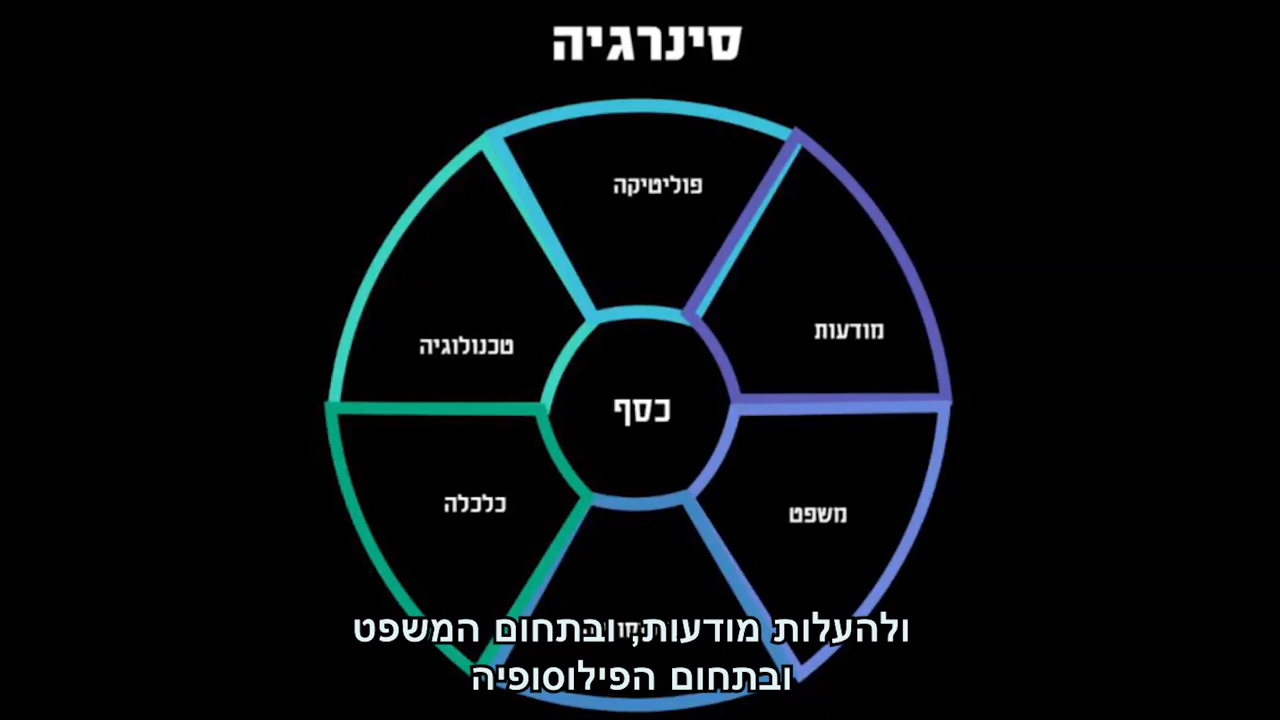 סינרגיה
פוליטיקה
מודעות
טכנולוגיה
כסף
כלכלה
משפט
ולהעלות מודעות, ובתחום המשפט
ובתחום הפילוסופיה